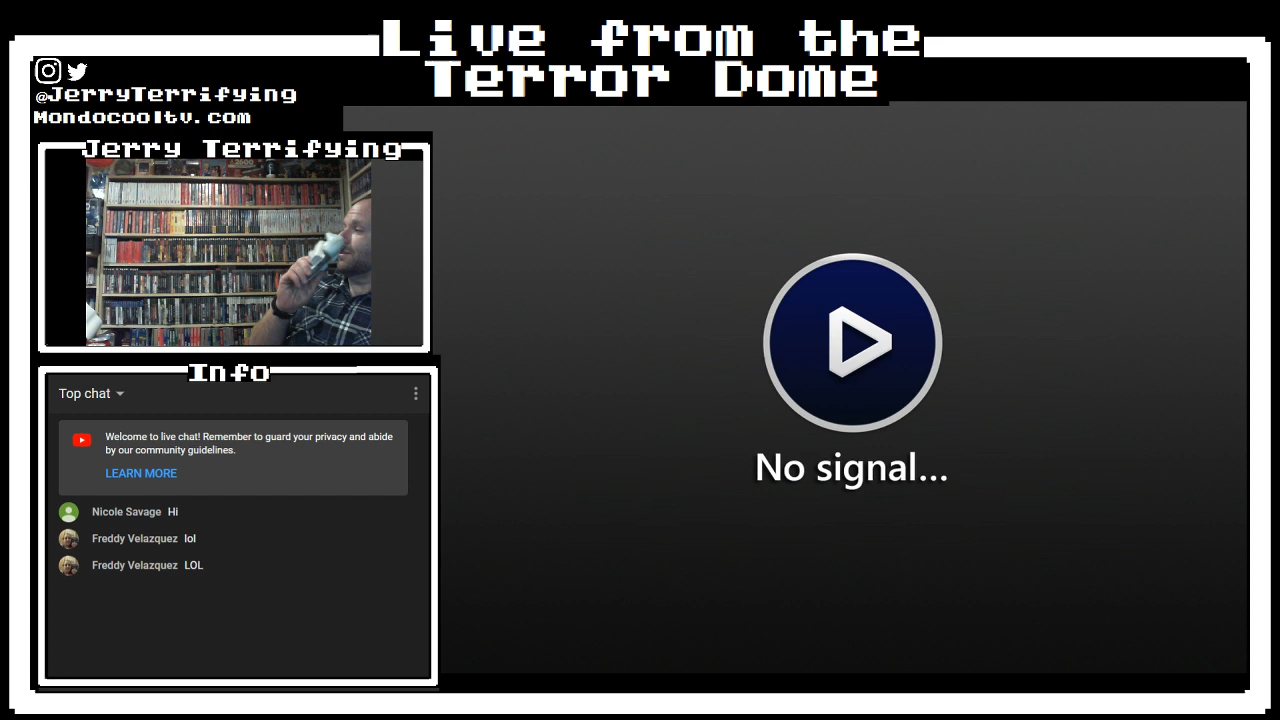 Live from the
Terror Dome
@JerryTerrifying
Mondocooltv.com
Jerry Terrifying
Info
Top chat
Welcome to live chat! Remember to guard your privacy and abide
by our community guidelines.
LEARN MORE
Nicole Savage Hi
Freddy Velazquez lol
Freddy Velazquez LOL
No signal...